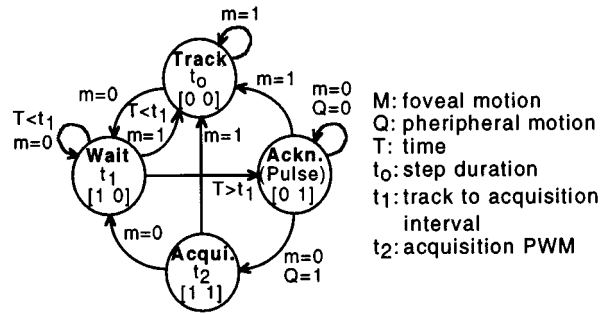 m=1
Track
t0
[0 0]
m=0
T<t1
m=1
m=1
m=0
Q=0
T<t1
m=0
Wait
t1
[1 0]
m=1
Ackn.
(Pulse)
[0 1]
T>t1
m=0
Acqui.
t2
[1 1]
m=0
Q=1
M: foveal motion
Q: pheripheral motion
T: time
to: step duration
t1: track to acquisition
interval
t2: acquisition PWM